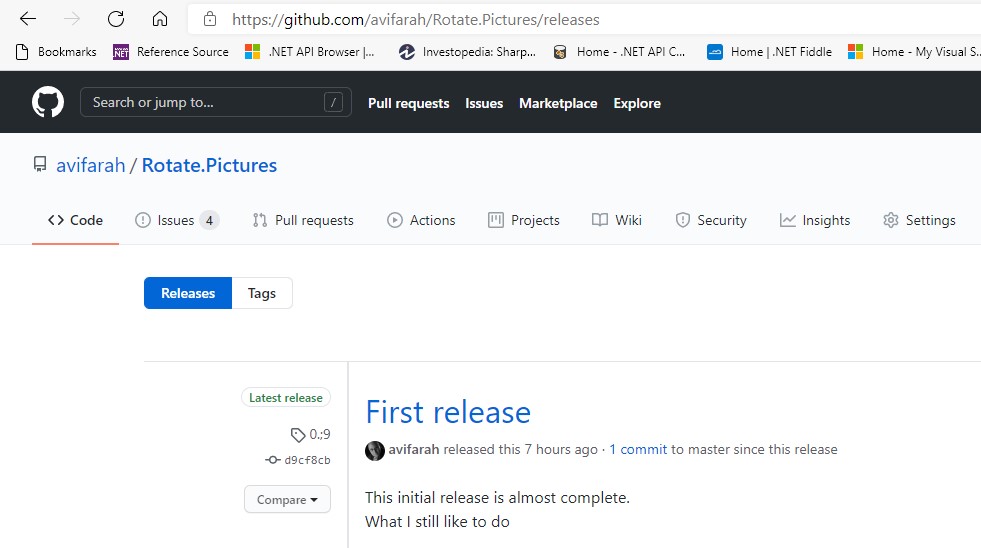 https://github.com/avifarah/Rotate.Pictures/releases
Bookmarks Reference Source .NET API Browser |... Investopedia: Sharp... Home - .NET API C... Home | .NET Fiddle Home - My Visual S...
Search or jump to... / Pull requests Issues Marketplace Explore
avifarah / Rotate.Pictures
Code Issues 4 Pull requests Actions Projects Wiki Security Insights Settings
Releases Tags
Latest release
First release
0.;9
avifarah released this 7 hours ago · 1 commit to master since this release
d9cf8cb
Compare
This initial release is almost complete.
What I still like to do